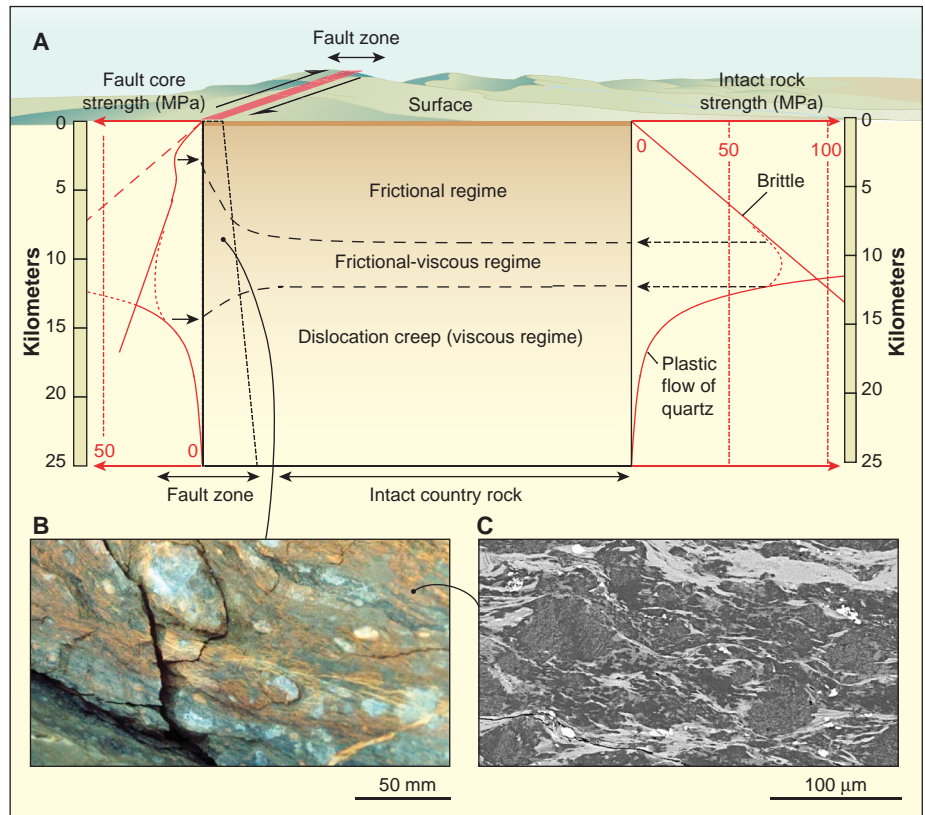 A
Fault zone
Fault core
strength (MPa)
Surface
Intact rock
strength (MPa)
0
5
10
15
20
25
Kilometers
50
0
Frictional regime
Frictional-viscous regime
Dislocation creep (viscous regime)
0
50
100
Brittle
Plastic
flow of
quartz
0
5
10
15
20
25
Kilometers
Fault zone
Intact country rock
B
C
50 mm
100 µm